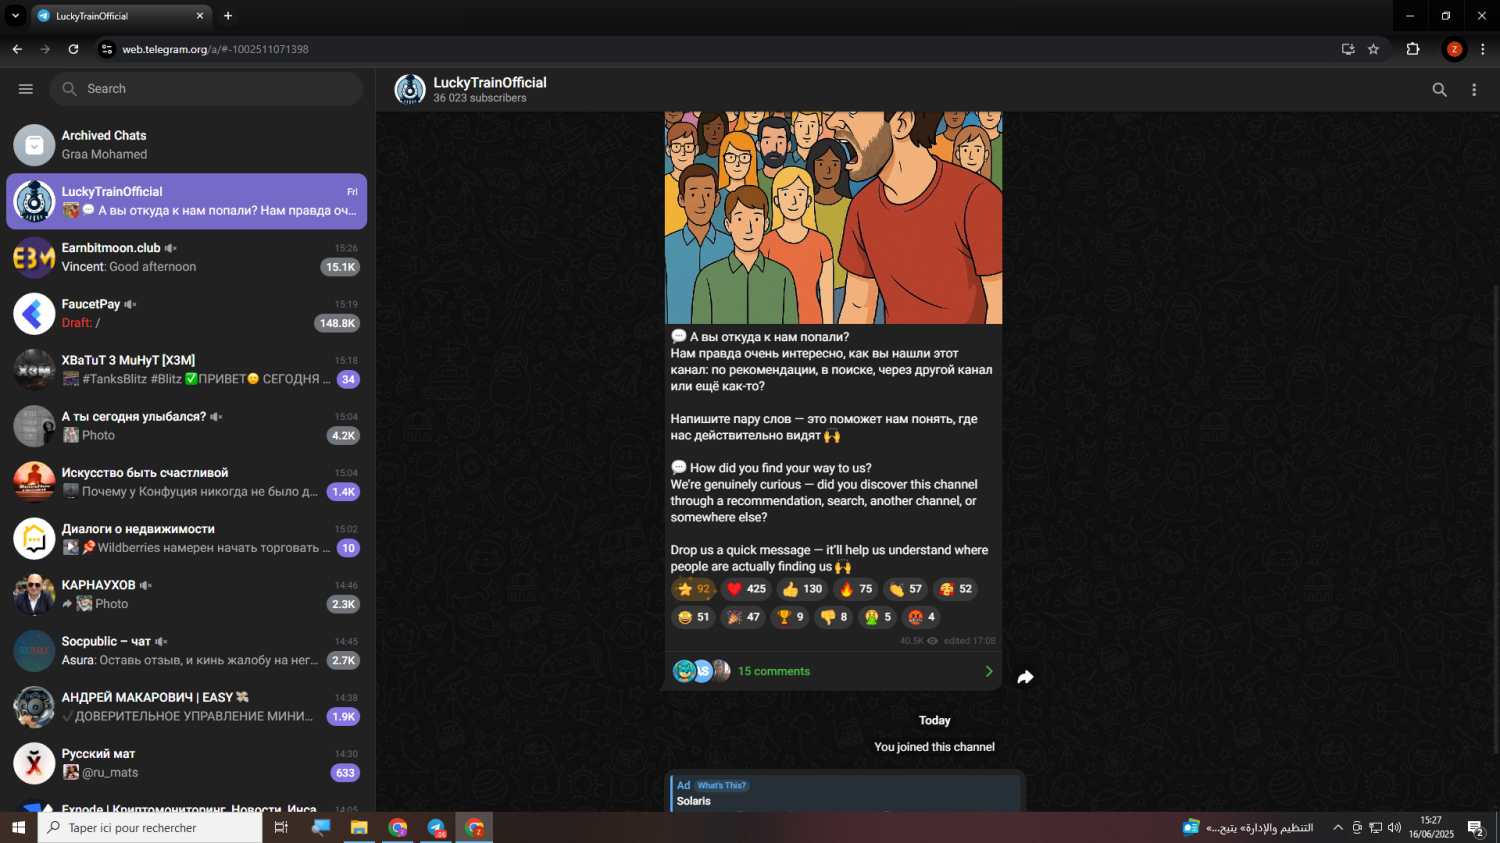 LuckyTrainOfficial
web.telegram.org/a/#-1002511071398
Z
Search
Archived Chats
Graa Mohamed
LuckyTrainOfficial
Fri
💬 А вы откуда к нам попали? Нам правда оч...
Earnbitmoon.club
15:26
Vincent: Good afternoon
15.1K
FaucetPay
15:19
Draft: /
148.8K
ХВаТuТ 3 МuНуТ [ХЗМ]
15:18
#TanksBlitz #Blitz ✅ПРИВЕТ🙂 СЕГОДНЯ ...
34
А ты сегодня улыбался?
15:04
Photo
4.2K
Искусство быть счастливой
15:04
Почему у Конфуция никогда не было д...
1.4K
Диалоги о недвижимости
15:02
📌Wildberries намерен начать торговать ...
10
КАРНАУХОВ
14:46
Photo
2.3K
Socpublic – чат
14:45
Asura: Оставь отзыв, и кинь жалобу на нег...
2.7K
АНДРЕЙ МАКАРОВИЧ | EASY 💸
14:38
✓ДОВЕРИТЕЛЬНОЕ УПРАВЛЕНИЕ МИНИ...
1.9K
Русский мат
14:30
@ru_mats
633
Expode | Криптомониторинг, Новости, Инса
14:05
LuckyTrainOfficial
36 023 subscribers
💬 А вы откуда к нам попали?
Нам правда очень интересно, как вы нашли этот
канал: по рекомендации, в поиске, через другой канал
или ещё как-то?
Напишите пару слов — это поможет нам понять, где
нас действительно видят 🙌
💬 How did you find your way to us?
We're genuinely curious — did you discover this channel
through a recommendation, search, another channel, or
somewhere else?
Drop us a quick message — it'll help us understand where
people are actually finding us 🙌
92 425 130 75 57 52
51 47 9 8 5 4
40.5K edited 17:08
15 comments
Today
You joined this channel
Ad What's This?
Solaris
Taper ici pour rechercher
«التنظيم والإدارة» يتيح...
15:27
16/06/2025
2